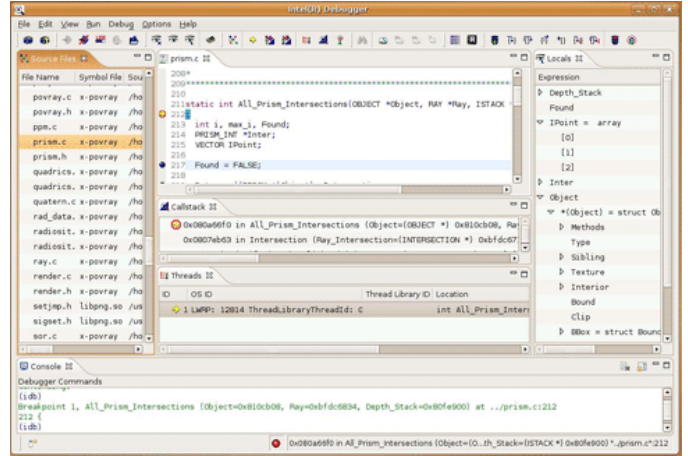 Intel(R) Debugger
File Edit View Run Debug Options Help
Source Files
File Name Symbol File Sou
povray.c x-povray /ho
povray.h x-povray /ho
ppm.c x-povray /ho
prism.c x-povray /ho
prism.h x-povray /ho
quadrics. x-povray /ho
quadrics. x-povray /ho
quatern.c x-povray /ho
rad_data. x-povray /ho
radiosit. x-povray /ho
radiosit. x-povray /ho
ray.c x-povray /ho
render.c x-povray /ho
render.h x-povray /ho
setjmp.h libpng.so /us
sigset.h libpng.so /us
sor.c x-povray /ho
prism.c
208*
209***
210
211static int All_Prism_Intersections(OBJECT *Object, RAY *Ray, ISTACK *
212{
213 int i, max_i, Found;
214 PRISM_INT *Inter;
215 VECTOR IPoint;
216
217 Found = FALSE;
218
Callstack
0x080a66f0 in All_Prism_Intersections (Object=(OBJECT *) 0x810cb08, Ray
0x0807eb63 in Intersection (Ray_Intersection=(INTERSECTION *) 0xbfdc67
Threads
ID OS ID Thread Library ID Location
1 LWRP: 12814 ThreadLibraryThreadId: 0 int All_Prism_Inters
Locals
Expression
Depth_Stack
Found
IPoint = array
[0]
[1]
[2]
Inter
Object
*(Object) = struct Ob
Methods
Type
Sibling
Texture
Interior
Bound
Clip
BBox = struct Bounc
Console
Debugger Commands
(idb)
Breakpoint 1, All_Prism_Intersections (Object=0x810cb08, Ray=0xbfdc6834, Depth_Stack=0x80fe900) at ../prism.c:212
212 {
(idb)
0x080a66f0 in All_Prism_Intersections (Object=(O...th_Stack=(ISTACK *) 0x80fe900) "../prism.c":212